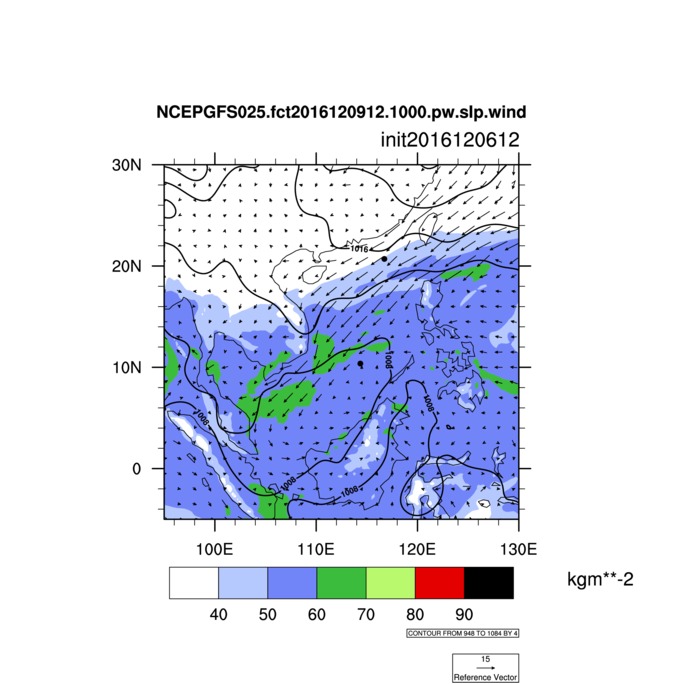 NCEPGFS025.fct2016120912.1000.pw.slp.wind
init2016120612
30N
20N
10N
0
1016
1008
1008
1008
1008
1008
100E 110E 120E 130E
kgm**-2
40 50 60 70 80 90
CONTOUR FROM 948 TO 1084 BY 4
15
Reference Vector